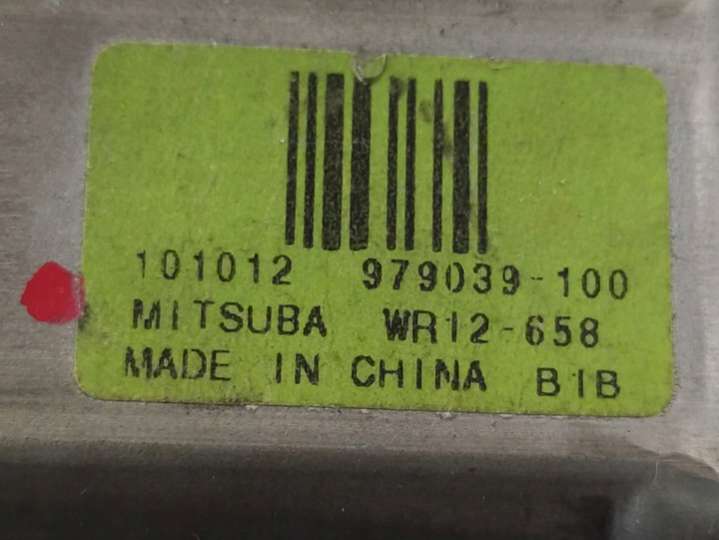 101012 979039-100
MITSUBA WR12-658
MADE IN CHINA B1B